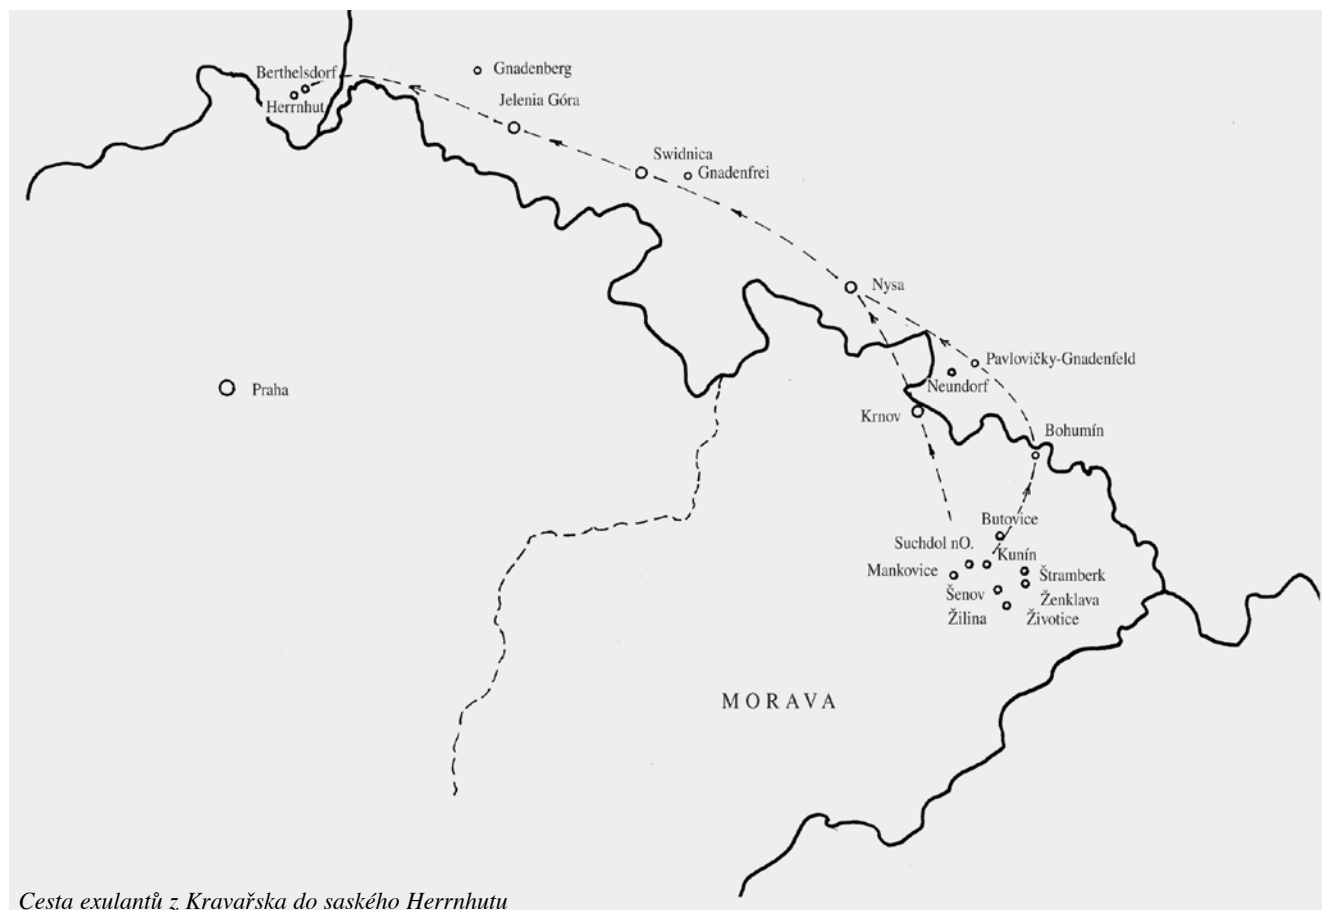 Berthelsdorf
Gnadenberg
Herrnhut
Jelenia Góra
Swidnica
Gnadenfrei
Nysa
Pavlovičky-Gnadenfeld
Neundorf
Praha
Krnov
Bohumín
Butovice
Suchdol nO.
Kunín
Mankovice
Štramberk
Šenov
Ženklava
Žilina
Životice
MORAVA
Cesta exulantů z Kravařska do saského Herrnhutu